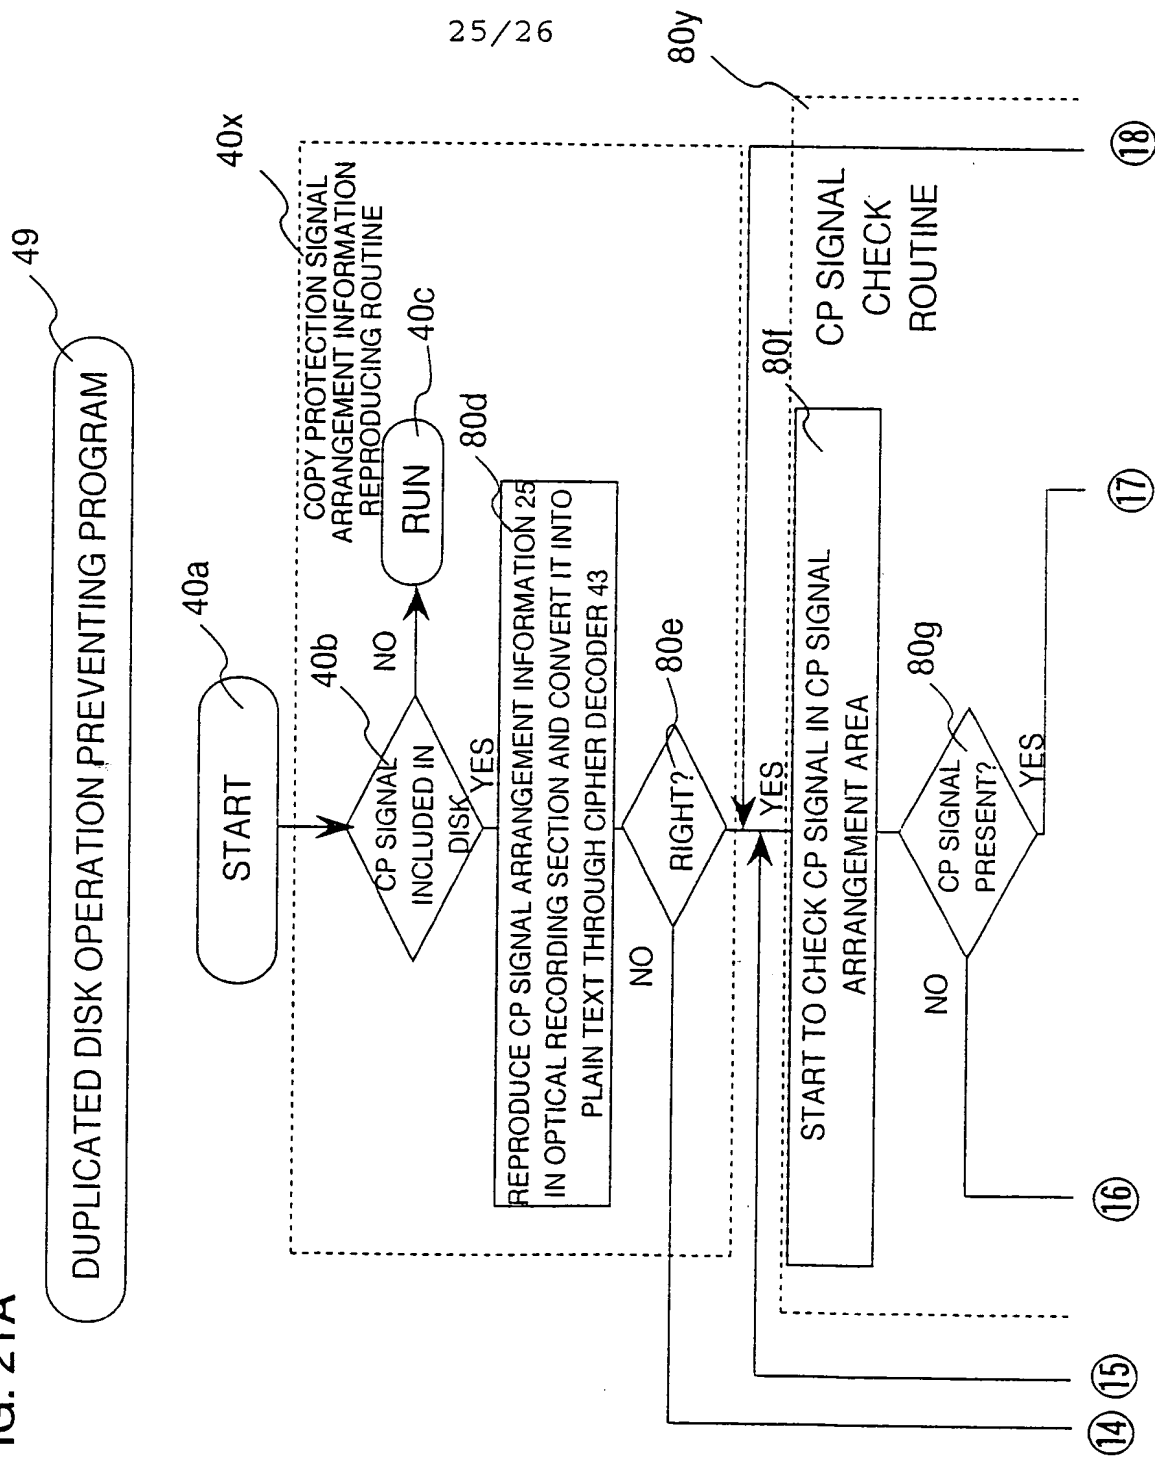 25/26
IG. 21A
DUPLICATED DISK OPERATION PREVENTING PROGRAM
49
START
40a
40x
COPY PROTECTION SIGNAL
ARRANGEMENT INFORMATION
REPRODUCING ROUTINE
CP SIGNAL
INCLUDED IN
DISK
40b
NO
RUN
40c
YES
80d
REPRODUCE CP SIGNAL ARRANGEMENT INFORMATION 25
IN OPTICAL RECORDING SECTION AND CONVERT IT INTO
PLAIN TEXT THROUGH CIPHER DECODER 43
RIGHT?
80e
NO
YES
80y
CP SIGNAL
CHECK
ROUTINE
80f
START TO CHECK CP SIGNAL IN CP SIGNAL
ARRANGEMENT AREA
CP SIGNAL
PRESENT?
80g
NO
YES
14
15
16
17
18